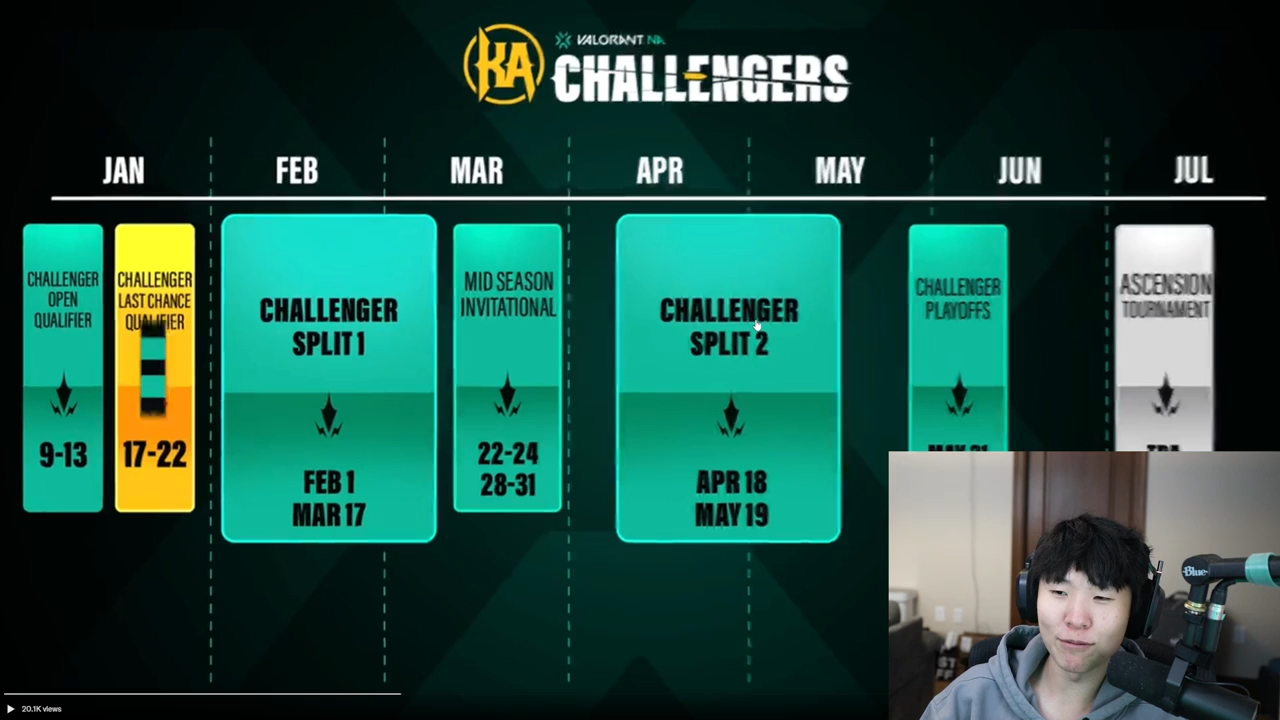 KA
VALORANT NA
CHALLENGERS
JAN
FEB
MAR
APR
MAY
JUN
JUL
CHALLENGER
OPEN
QUALIFIER
9-13
CHALLENGER
LAST CHANCE
QUALIFIER
17-22
CHALLENGER
SPLIT 1
FEB 1
MAR 17
MID SEASON
INVITATIONAL
22-24
28-31
CHALLENGER
SPLIT 2
APR 18
MAY 19
CHALLENGER
PLAYOFFS
ASCENSION
TOURNAMENT
Blue
20.1K views